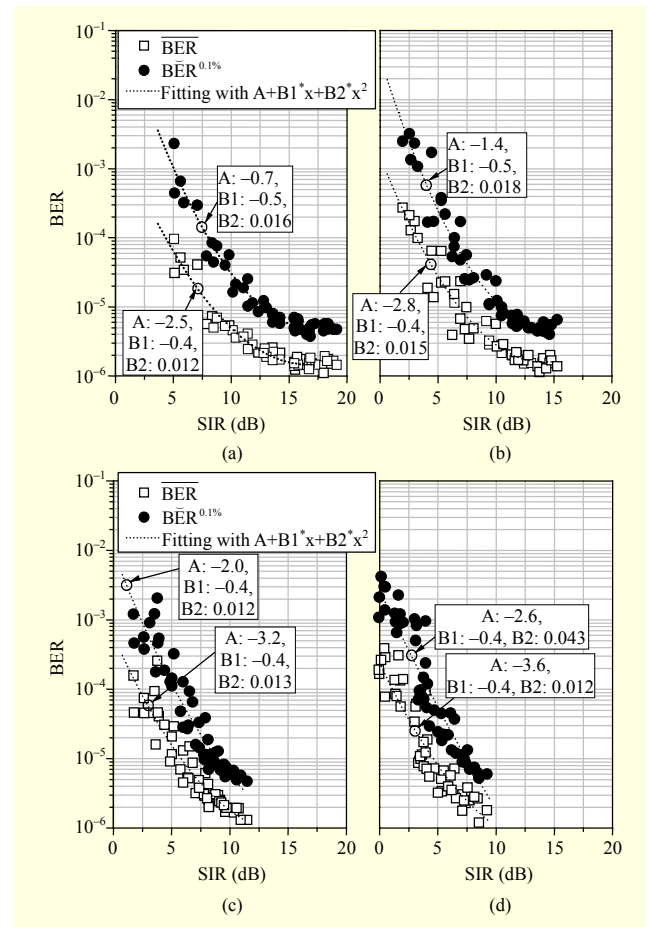 10⁻¹
10⁻²
10⁻³
10⁻⁴
10⁻⁵
10⁻⁶
BER
B̅E̅R̅
BĔR⁰·¹%
Fitting with A+B1*x+B2*x²
A: –0.7,
B1: –0.5,
B2: 0.016
A: –2.5,
B1: –0.4,
B2: 0.012
0 5 10 15 20
SIR (dB)
(a)
A: –1.4,
B1: –0.5,
B2: 0.018
A: –2.8,
B1: –0.4,
B2: 0.015
0 5 10 15 20
SIR (dB)
(b)
10⁻¹
10⁻²
10⁻³
10⁻⁴
10⁻⁵
10⁻⁶
BER
B̅E̅R̅
BĔR⁰·¹%
Fitting with A+B1*x+B2*x²
A: –2.0,
B1: –0.4,
B2: 0.012
A: –3.2,
B1: –0.4,
B2: 0.013
0 5 10 15 20
SIR (dB)
(c)
A: –2.6,
B1: –0.4, B2: 0.043
A: –3.6,
B1: –0.4, B2: 0.012
0 5 10 15 20
SIR (dB)
(d)